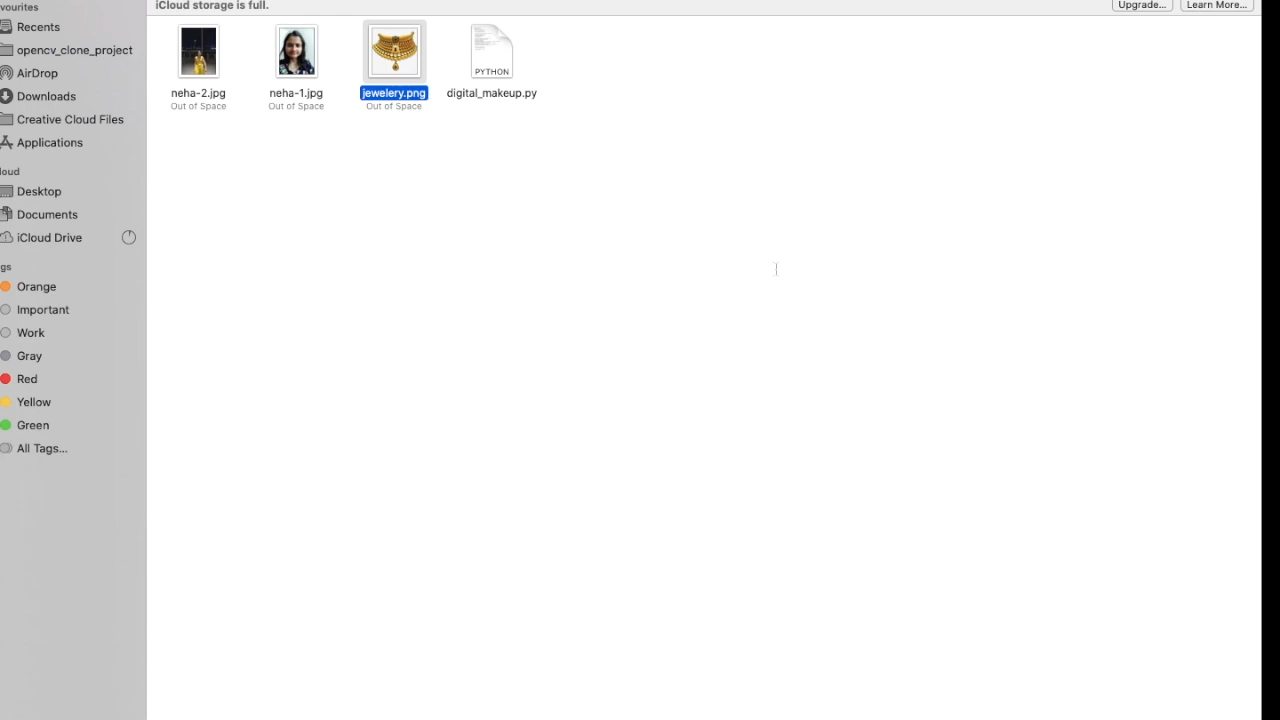 iCloud storage is full.
Upgrade...
Learn More...
vourites
Recents
opencv_clone_project
AirDrop
Downloads
Creative Cloud Files
Applications
loud
Desktop
Documents
iCloud Drive
gs
Orange
Important
Work
Gray
Red
Yellow
Green
All Tags...
neha-2.jpg
Out of Space
neha-1.jpg
Out of Space
jewelery.png
Out of Space
PYTHON
digital_makeup.py